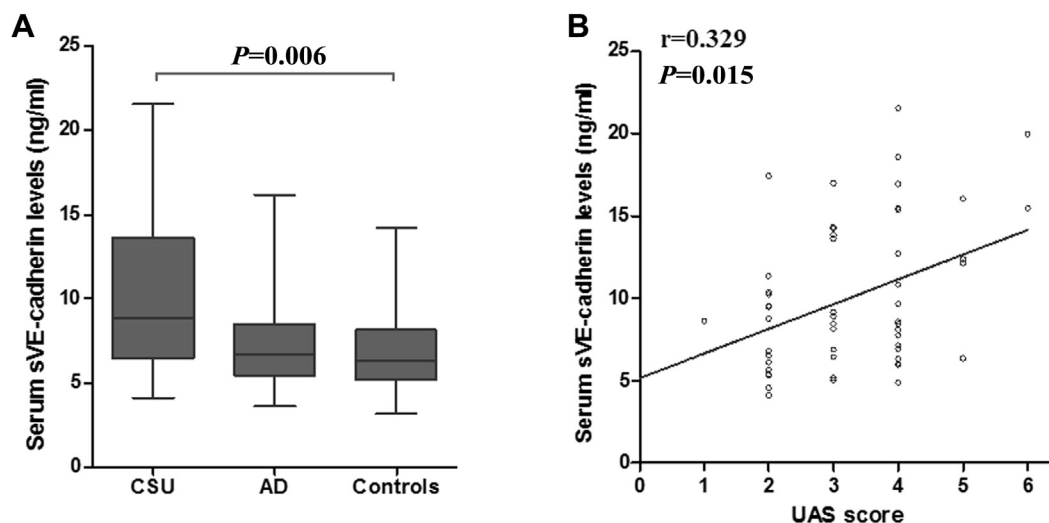 A
P=0.006
Serum sVE-cadherin levels (ng/ml)
25
20
15
10
5
0
CSU AD Controls
B
r=0.329
P=0.015
Serum sVE-cadherin levels (ng/ml)
25
20
15
10
5
0
0 1 2 3 4 5 6
UAS score